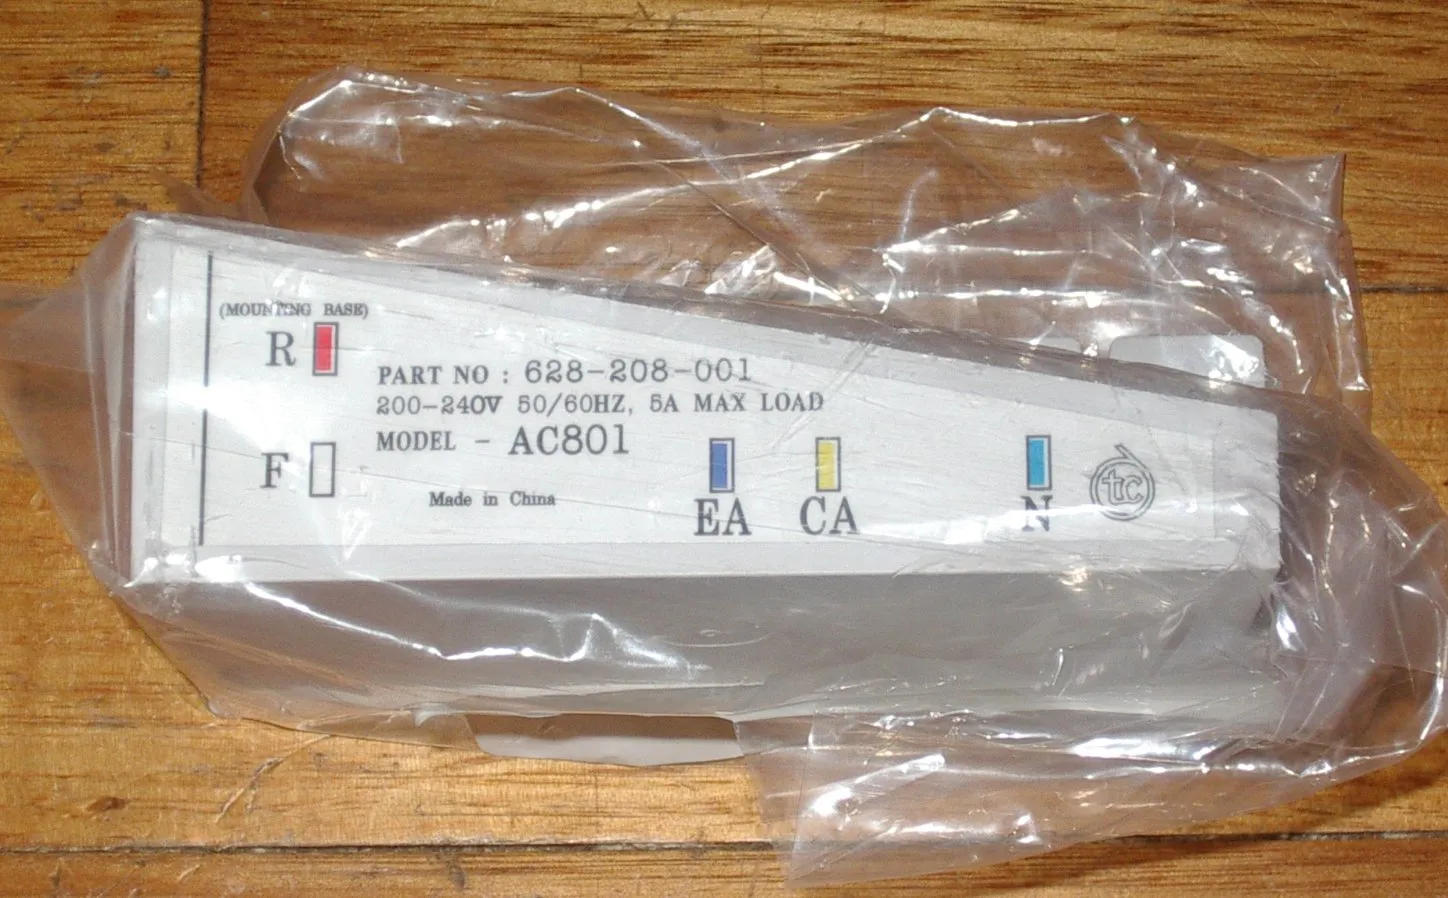 (MOUNTING BASE)
R
PART NO : 628-208-001
200-240V 50/60HZ, 5A MAX LOAD
MODEL - AC801
F
Made in China
EA CA N
tc